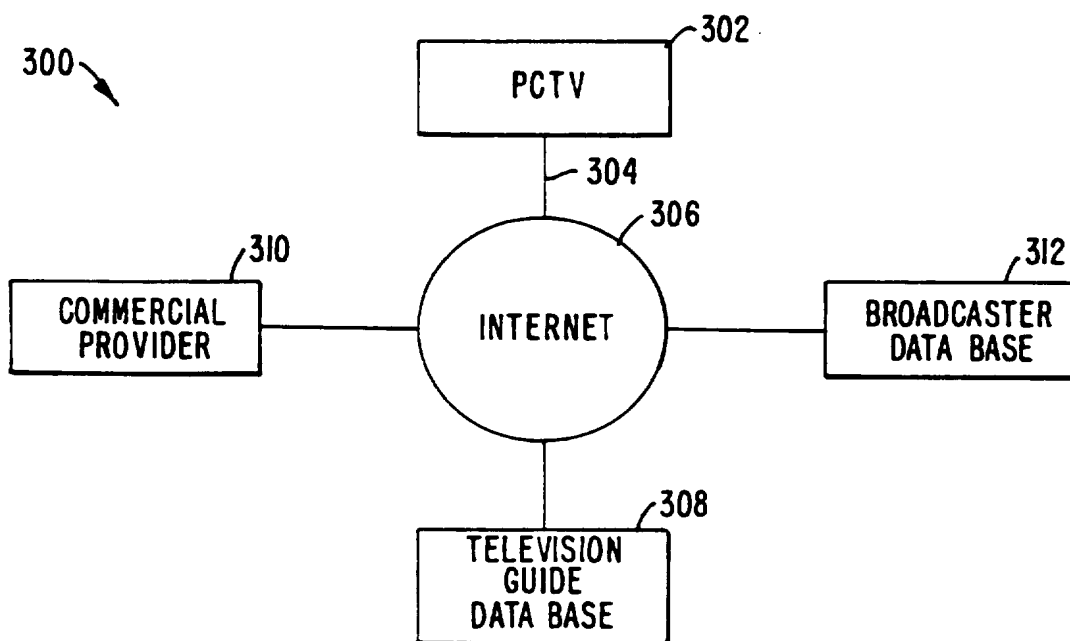 302
300
PCTV
304
306
310
312
COMMERCIAL
PROVIDER
INTERNET
BROADCASTER
DATA BASE
308
TELEVISION
GUIDE
DATA BASE